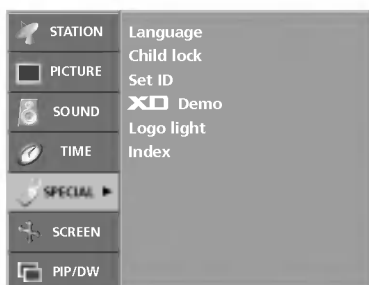 STATION
PICTURE
SOUND
TIME
SPECIAL
SCREEN
PIP/DW
Language
Child lock
Set ID
XD Demo
Logo light
Index